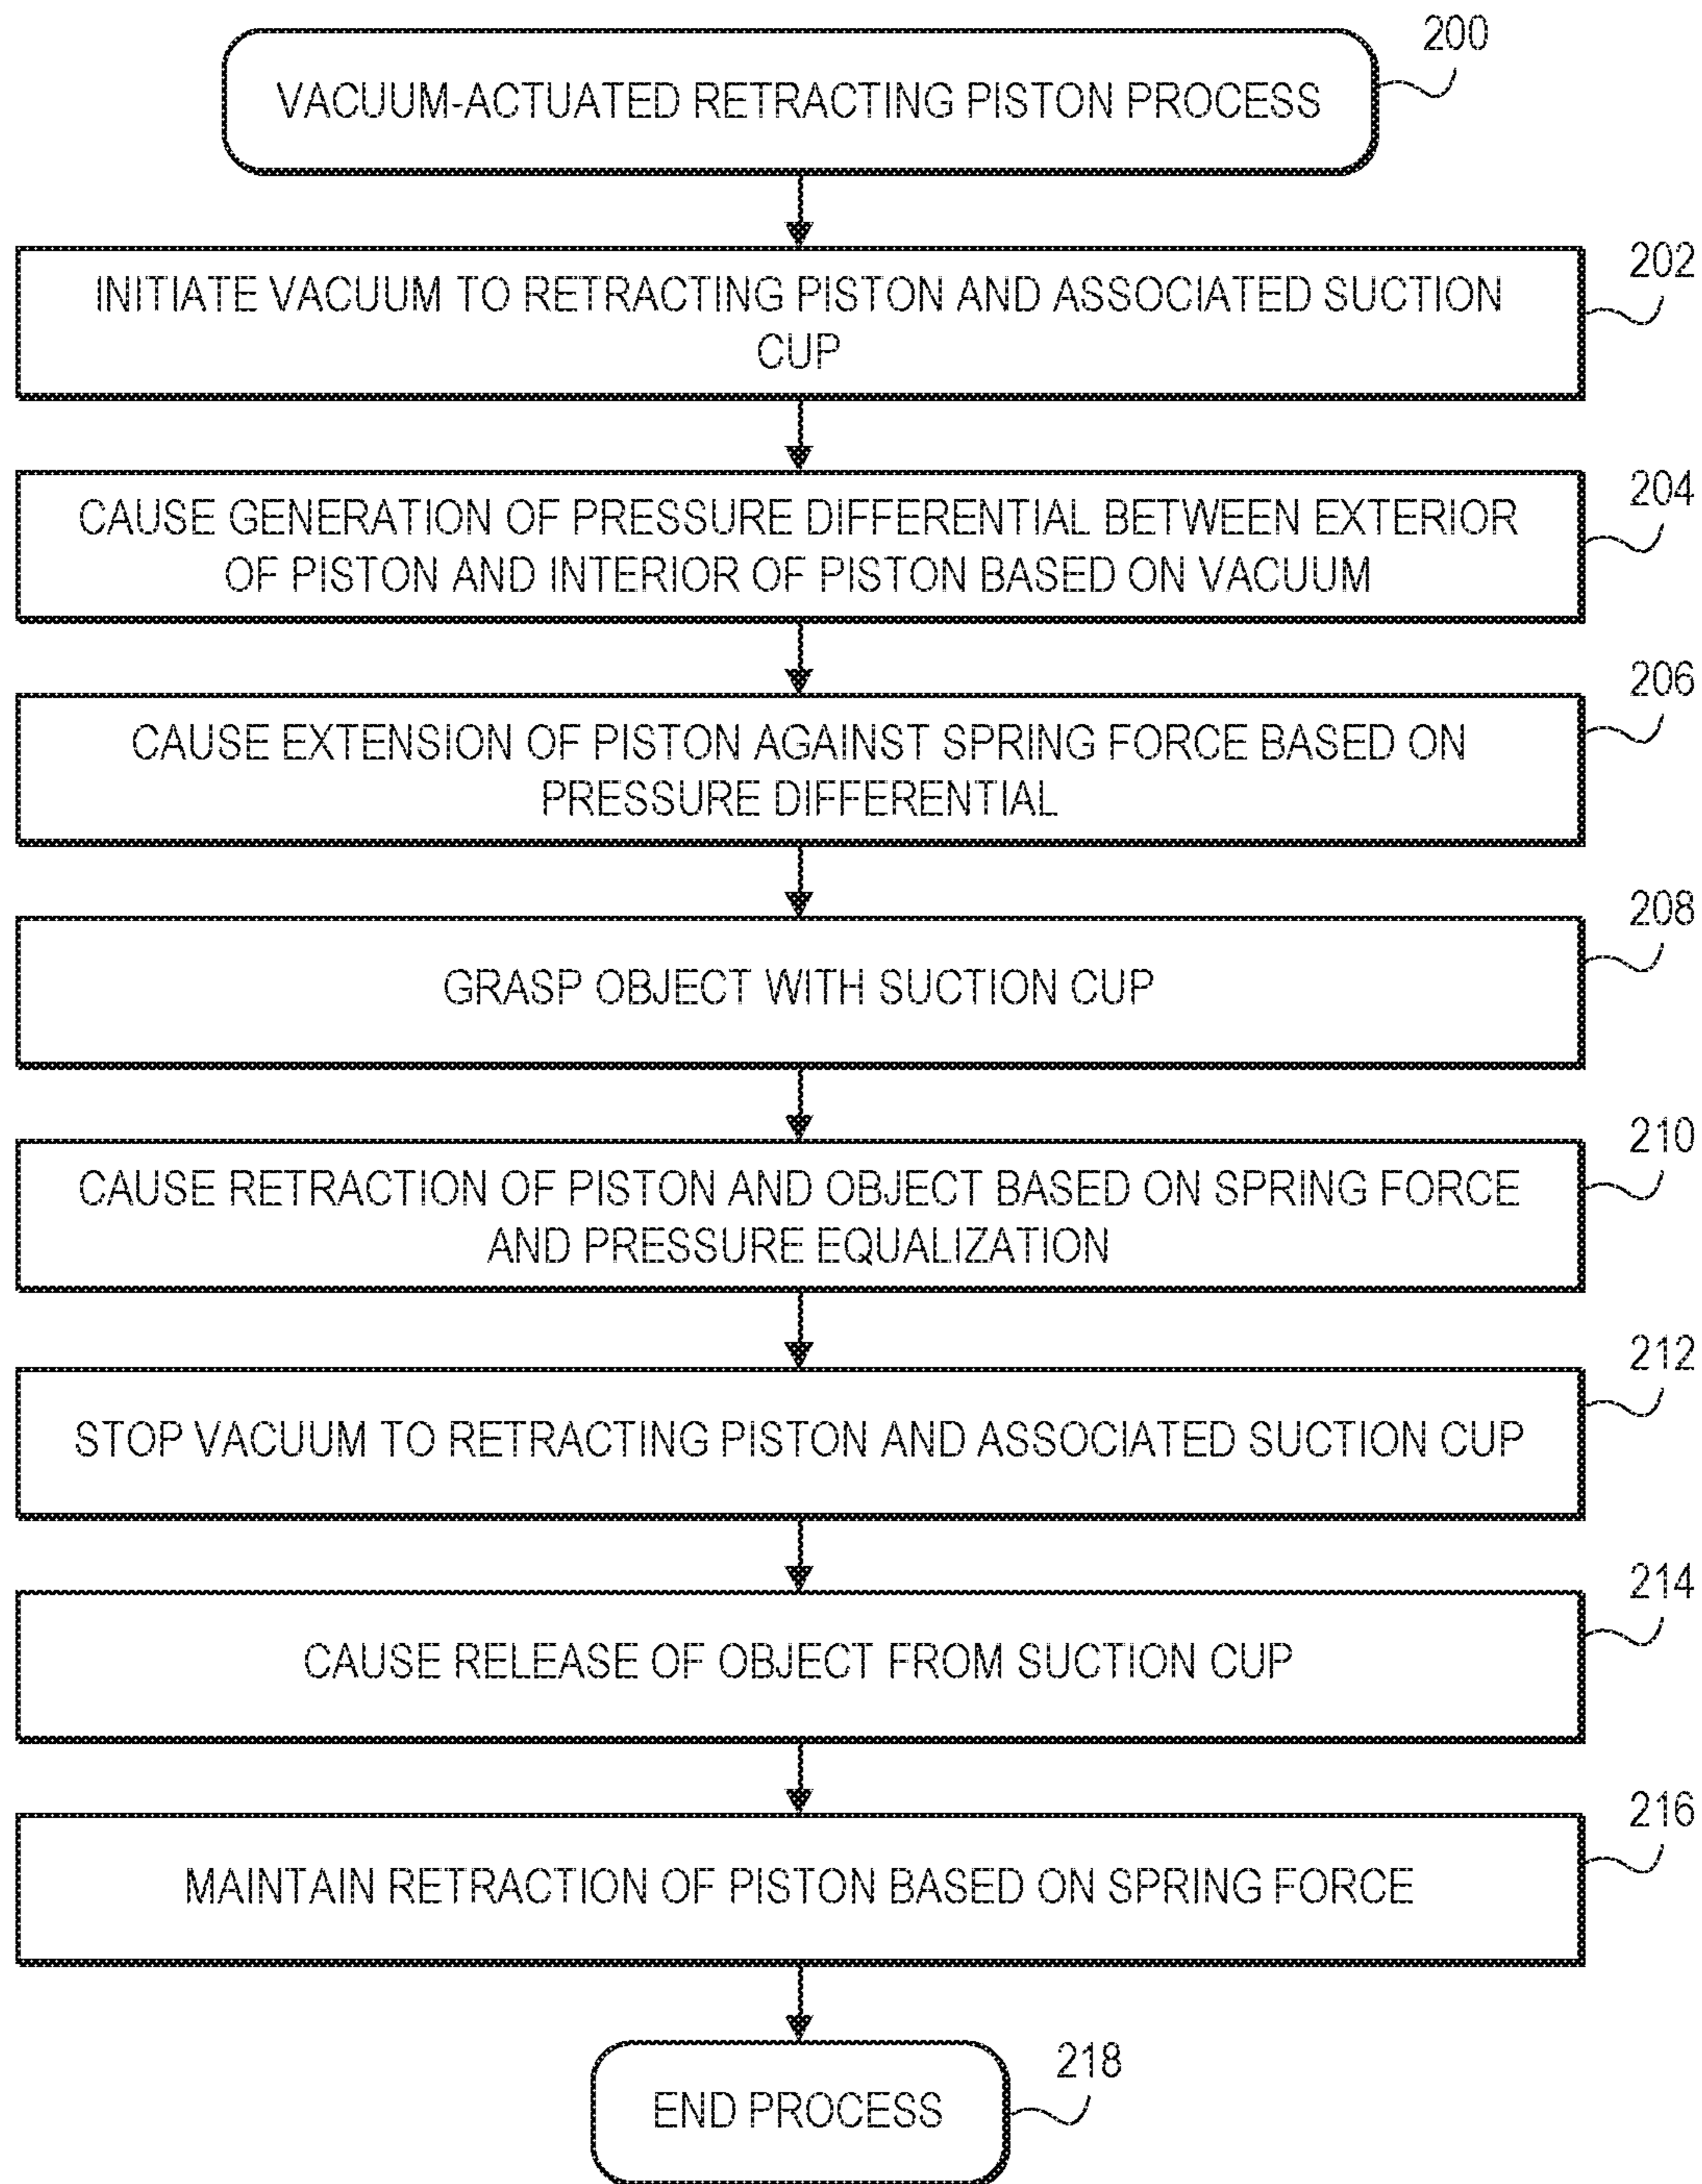 200
VACUUM-ACTUATED RETRACTING PISTON PROCESS
202
INITIATE VACUUM TO RETRACTING PISTON AND ASSOCIATED SUCTION
CUP
204
CAUSE GENERATION OF PRESSURE DIFFERENTIAL BETWEEN EXTERIOR
OF PISTON AND INTERIOR OF PISTON BASED ON VACUUM
206
CAUSE EXTENSION OF PISTON AGAINST SPRING FORCE BASED ON
PRESSURE DIFFERENTIAL
208
GRASP OBJECT WITH SUCTION CUP
210
CAUSE RETRACTION OF PISTON AND OBJECT BASED ON SPRING FORCE
AND PRESSURE EQUALIZATION
212
STOP VACUUM TO RETRACTING PISTON AND ASSOCIATED SUCTION CUP
214
CAUSE RELEASE OF OBJECT FROM SUCTION CUP
216
MAINTAIN RETRACTION OF PISTON BASED ON SPRING FORCE
218
END PROCESS